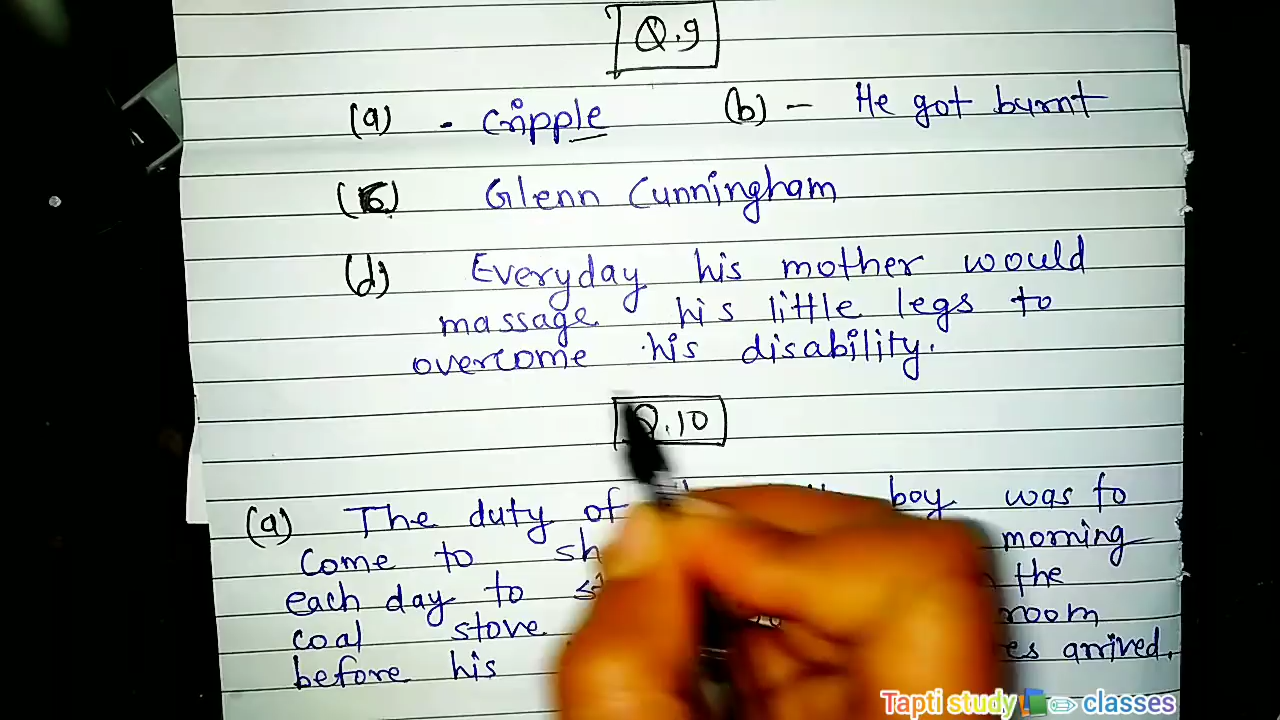 Q.9
(a) - Cripple (b) - He got burnt
(c) Glenn Cunningham
(d) Everyday his mother would
massage his little legs to
overcome his disability.
Q.10
(a) The duty of boy was to
come to morning
each day to the
coal stove room
before his arrived.
Tapti study classes